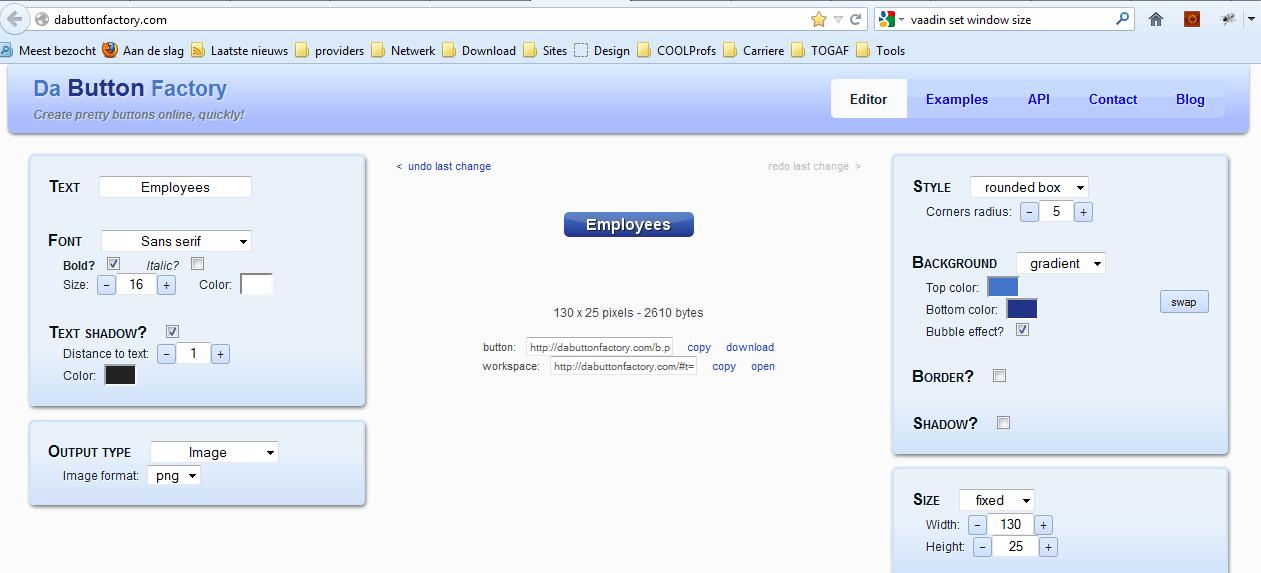 dabuttonfactory.com
vaadin set window size
Meest bezocht Aan de slag Laatste nieuws providers Netwerk Download Sites Design COOLProfs Carriere TOGAF Tools
Da Button Factory
Create pretty buttons online, quickly!
Editor Examples API Contact Blog
< undo last change
redo last change >
Text Employees
Font Sans serif
Bold? Italic?
Size: - 16 + Color:
Text shadow?
Distance to text: - 1 +
Color:
Output type Image
Image format: png
Employees
130 x 25 pixels - 2610 bytes
button: http://dabuttonfactory.com/b.p copy download
workspace: http://dabuttonfactory.com/#t= copy open
Style rounded box
Corners radius: - 5 +
Background gradient
Top color:
Bottom color:
swap
Bubble effect?
Border?
Shadow?
Size fixed
Width: - 130 +
Height: - 25 +